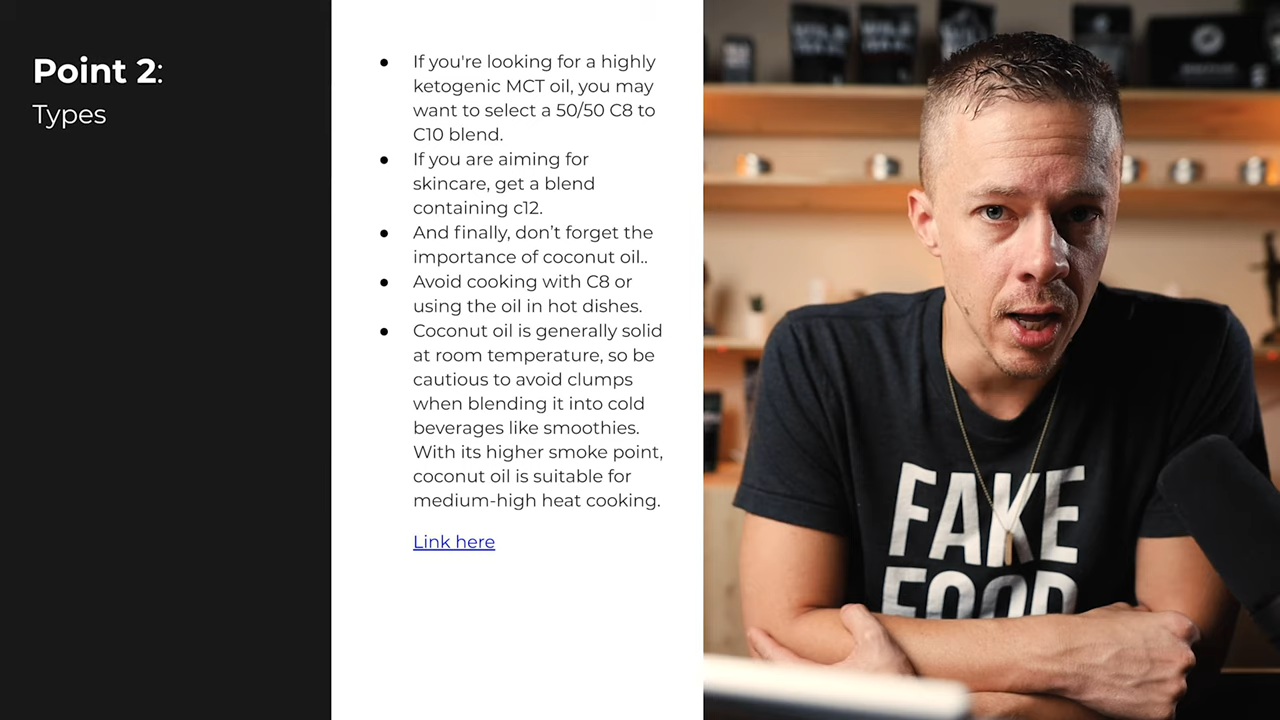 Point 2:
Types
● If you're looking for a highly
ketogenic MCT oil, you may
want to select a 50/50 C8 to
C10 blend.
● If you are aiming for
skincare, get a blend
containing c12.
● And finally, don’t forget the
importance of coconut oil..
● Avoid cooking with C8 or
using the oil in hot dishes.
● Coconut oil is generally solid
at room temperature, so be
cautious to avoid clumps
when blending it into cold
beverages like smoothies.
With its higher smoke point,
coconut oil is suitable for
medium-high heat cooking.
Link here
FAKE
FOOD